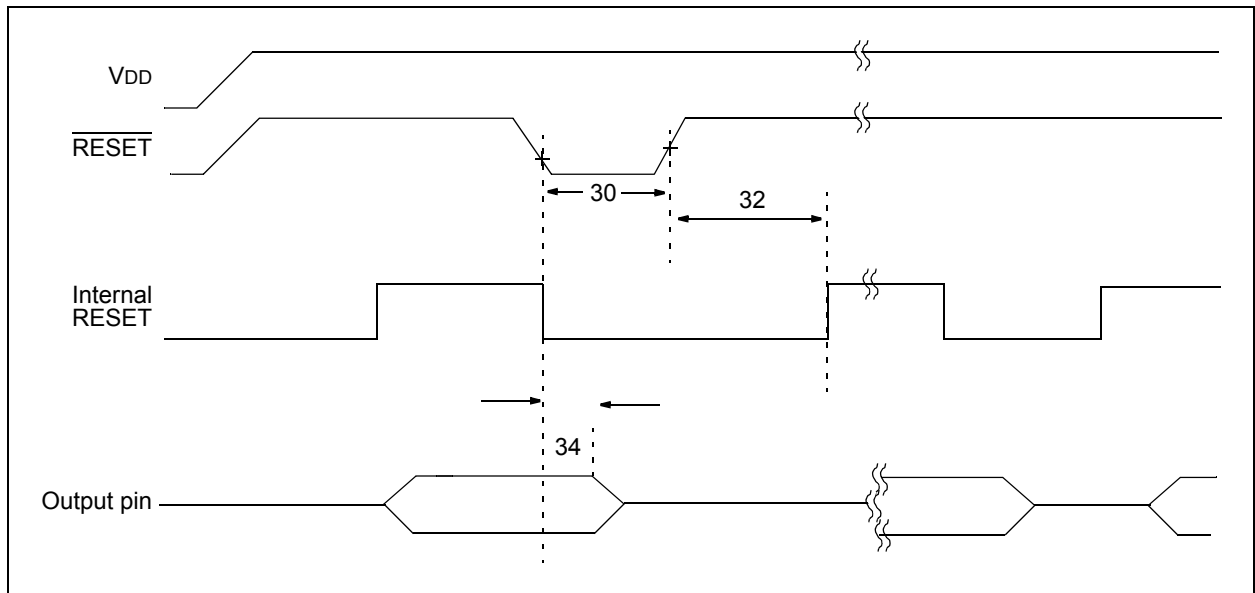 VDD
RESET
30
32
Internal
RESET
34
Output pin